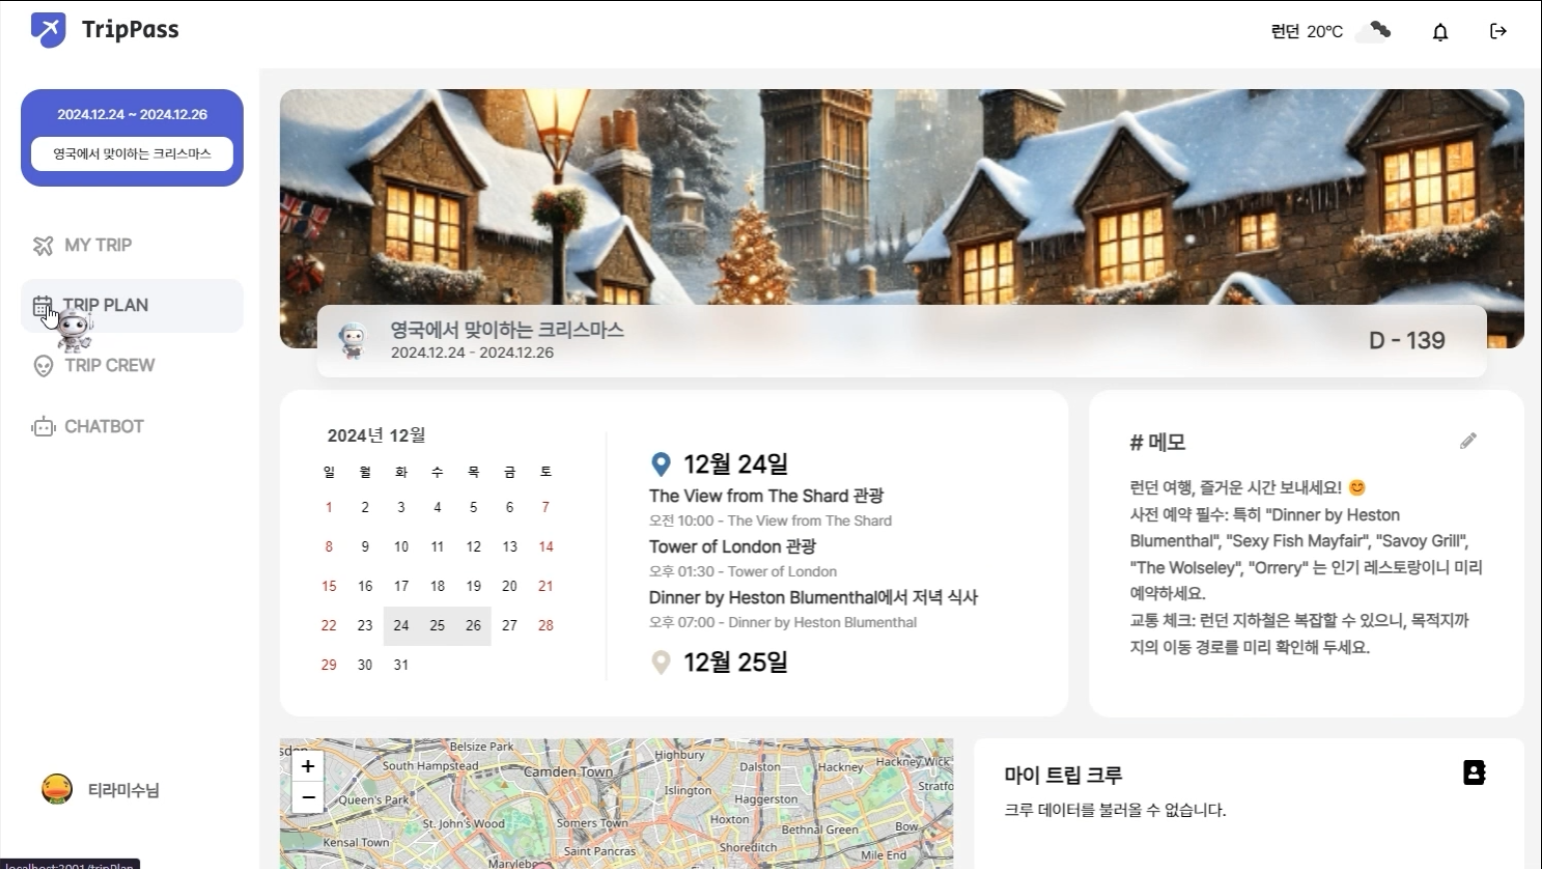 TripPass
런던 20°C
2024.12.24 ~ 2024.12.26
영국에서 맞이하는 크리스마스
MY TRIP
TRIP PLAN
TRIP CREW
CHATBOT
티라미수님
영국에서 맞이하는 크리스마스
2024.12.24 - 2024.12.26
D - 139
2024년 12월
일 월 화 수 목 금 토
1 2 3 4 5 6 7
8 9 10 11 12 13 14
15 16 17 18 19 20 21
22 23 24 25 26 27 28
29 30 31
12월 24일
The View from The Shard 관광
오전 10:00 - The View from The Shard
Tower of London 관광
오후 01:30 - Tower of London
Dinner by Heston Blumenthal에서 저녁 식사
오후 07:00 - Dinner by Heston Blumenthal
12월 25일
# 메모
런던 여행, 즐거운 시간 보내세요! 😊
사전 예약 필수: 특히 "Dinner by Heston
Blumenthal", "Sexy Fish Mayfair", "Savoy Grill",
"The Wolseley", "Orrery" 는 인기 레스토랑이니 미리
예약하세요.
교통 체크: 런던 지하철은 복잡할 수 있으니, 목적지까
지의 이동 경로를 미리 확인해 두세요.
+
−
Belsize Park
South Hampstead
Camden Town
Highbury
Dalston
Hackney
Hackney Wick
Queen's Park
Islington
Haggerston
St. John's Wood
Somers Town
Hoxton
Bethnal Green
Bow
Kensal Town
Saint Pancras
Shoreditch
Mile End
마이 트립 크루
크루 데이터를 불러올 수 없습니다.